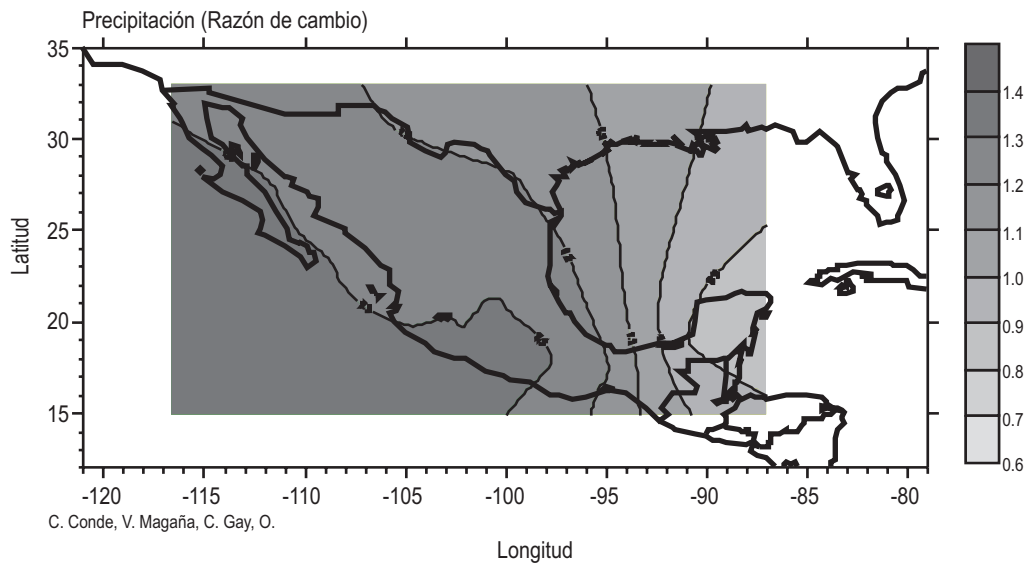 Precipitación (Razón de cambio)
35
30
25
20
15
Latitud
-120 -115 -110 -105 -100 -95 -90 -85 -80
C. Conde, V. Magaña, C. Gay, O.
Longitud
1.4
1.3
1.2
1.1
1.0
0.9
0.8
0.7
0.6